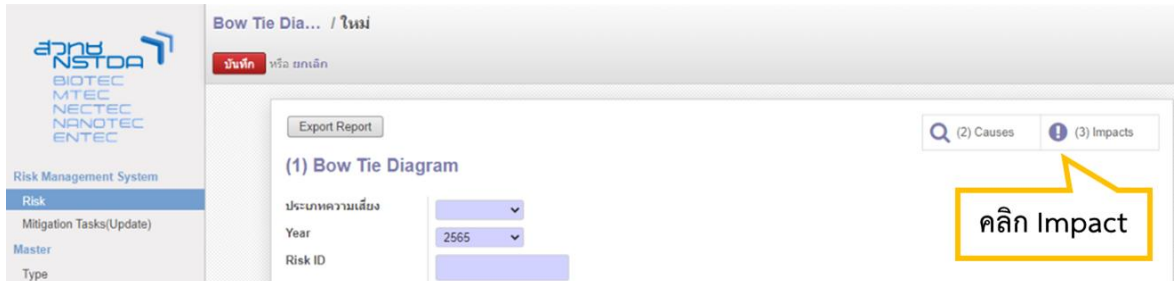 Bow Tie Dia... / ใหม่
บันทึก หรือ ยกเลิก
สวทช
NSTDA
BIOTEC
MTEC
NECTEC
NANOTEC
ENTEC
Risk Management System
Risk
Mitigation Tasks(Update)
Master
Type
Export Report
(2) Causes
(3) Impacts
(1) Bow Tie Diagram
ประเภทความเสี่ยง
Year 2565
Risk ID
คลิก Impact